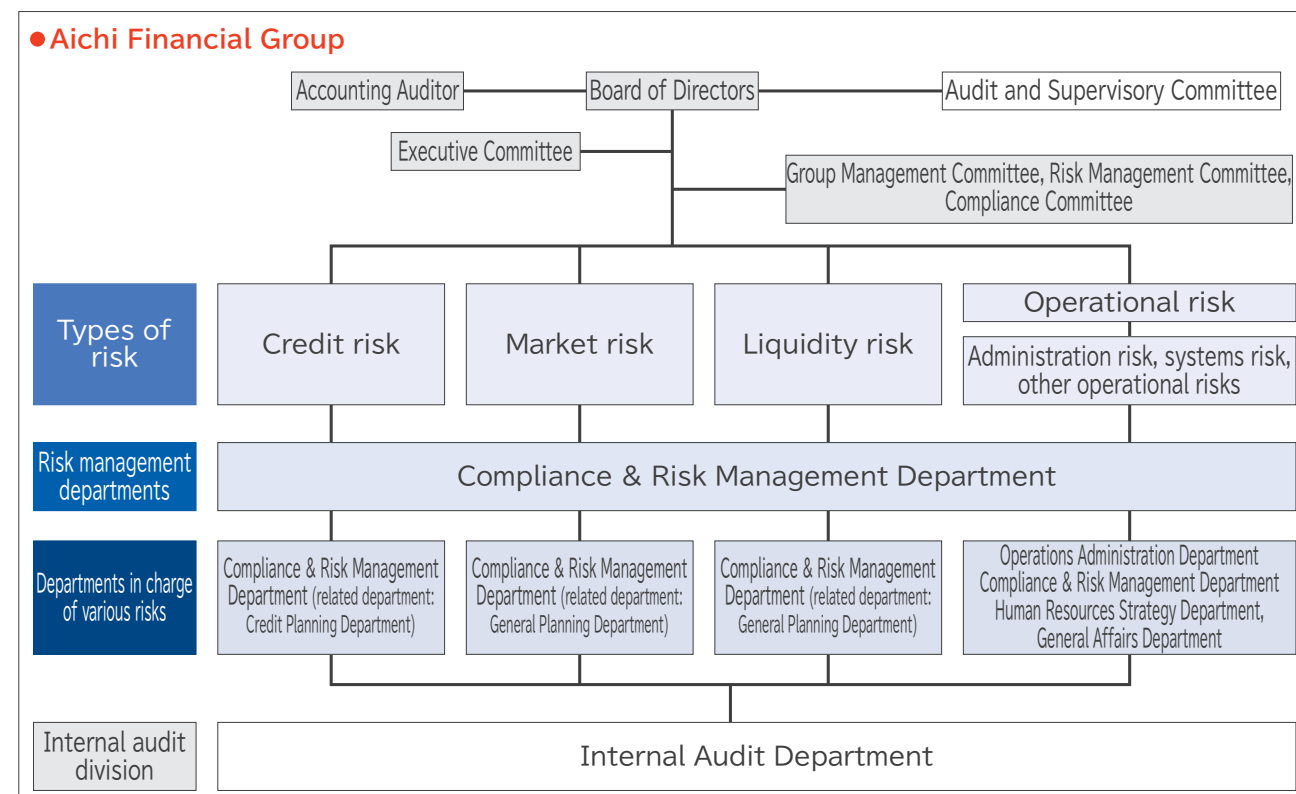 ● Aichi Financial Group
Accounting Auditor
Board of Directors
Audit and Supervisory Committee
Executive Committee
Group Management Committee, Risk Management Committee,
Compliance Committee
Types of
risk
Credit risk
Market risk
Liquidity risk
Operational risk
Administration risk, systems risk,
other operational risks
Risk management
departments
Compliance & Risk Management Department
Departments in charge
of various risks
Compliance & Risk Management
Department (related department:
Credit Planning Department)
Compliance & Risk Management
Department (related department:
General Planning Department)
Compliance & Risk Management
Department (related department:
General Planning Department)
Operations Administration Department
Compliance & Risk Management Department
Human Resources Strategy Department,
General Affairs Department
Internal audit
division
Internal Audit Department